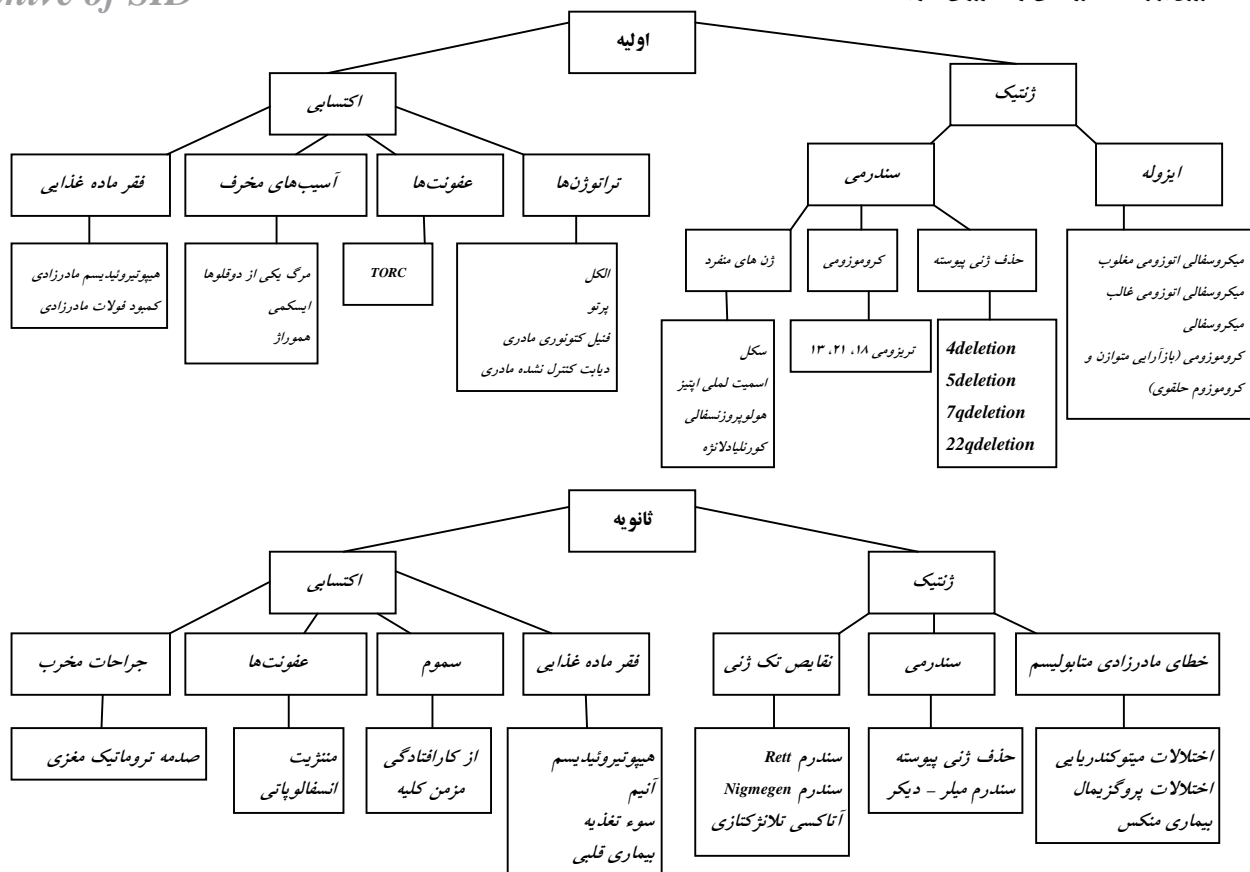 اولیه
ژنتیک
اکتسابی
ایزوله
سندرمی
تراتوژن‌ها
عفونت‌ها
آسیب‌های مخرف
فقر ماده غذایی
میکروسفالی اتوزومی مغلوب
میکروسفالی اتوزومی غالب
میکروسفالی
کروموزومی (بازآرایی متوازن و
کروموزوم حلقوی)
حذف ژنی پیوسته
کروموزومی
ژن های منفرد
4deletion
5deletion
7qdeletion
22qdeletion
تریزومی ۱۸، ۲۱، ۱۳
سکل
اسمیت لملی اپتیز
هولوپروزنسفالی
کورنلیادلانژه
الکل
پرتو
فنیل کتونوری مادری
دیابت کنترل نشده مادری
TORC
مرگ یکی از دوقلوها
ایسکمی
هموراژ
هیپوتیروئیدیسم مادرزادی
کمبود فولات مادرزادی
ثانویه
ژنتیک
اکتسابی
خطای مادرزادی متابولیسم
سندرمی
نقایص تک ژنی
فقر ماده غذایی
سموم
عفونت‌ها
جراحات مخرب
اختلالات میتوکندریایی
اختلالات پروگزیمال
بیماری منکس
حذف ژنی پیوسته
سندرم میلر – دیکر
سندرم Rett
سندرم Nigmegen
آتاکسی تلانژکتازی
هیپوتیروئیدیسم
آنیم
سوء تغذیه
بیماری قلبی
از کارافتادگی
مزمن کلیه
مننژیت
انسفالوپاتی
صدمه تروماتیک مغزی